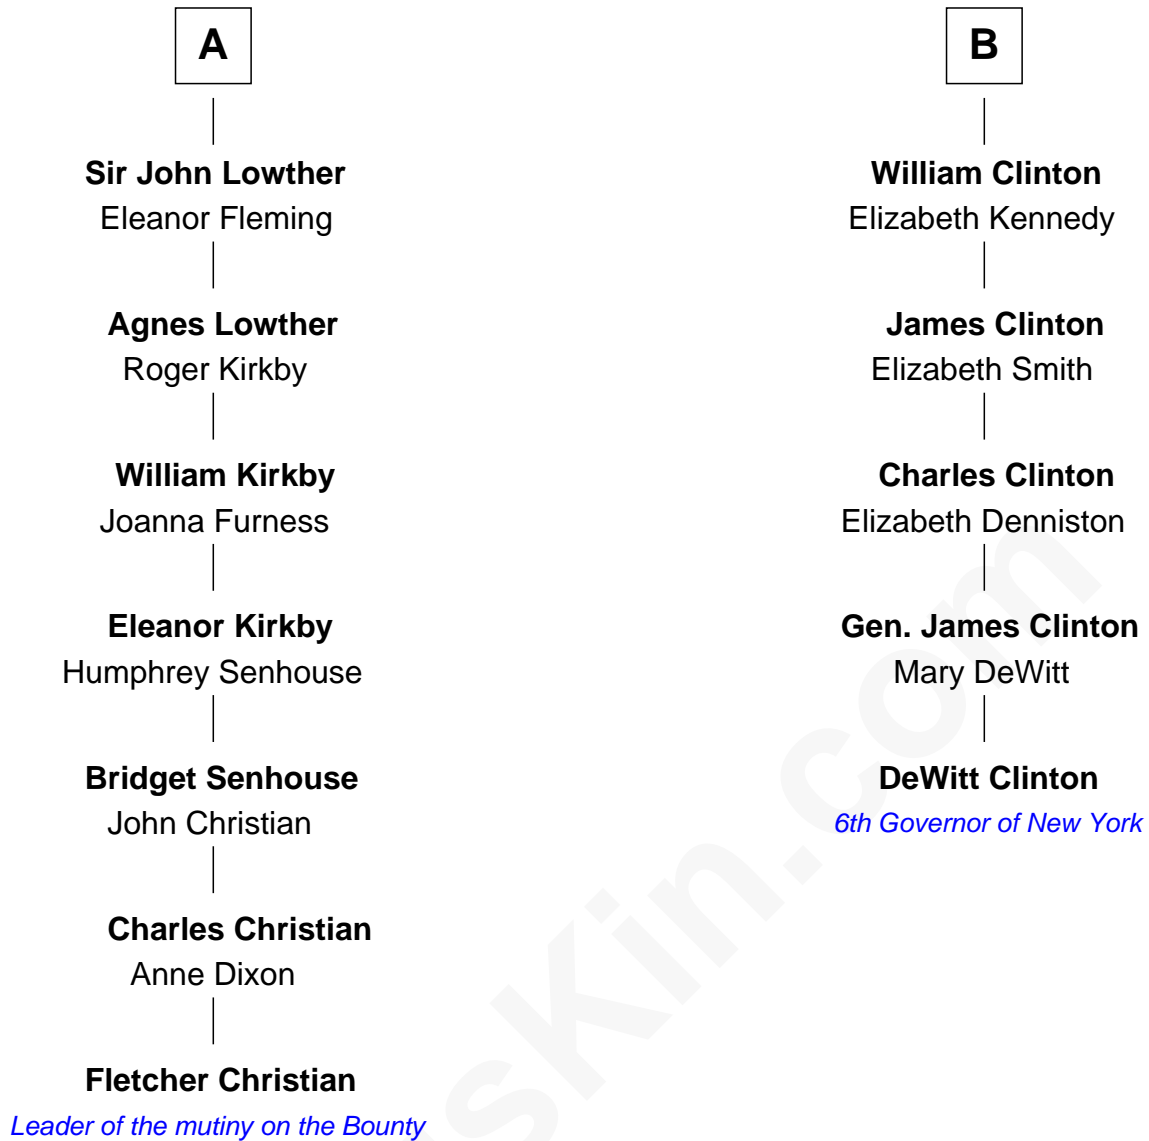 A
Sir John Lowther
Eleanor Fleming
Agnes Lowther
Roger Kirkby
William Kirkby
Joanna Furness
Eleanor Kirkby
Humphrey Senhouse
Bridget Senhouse
John Christian
Charles Christian
Anne Dixon
Fletcher Christian
Leader of the mutiny on the Bounty
B
William Clinton
Elizabeth Kennedy
James Clinton
Elizabeth Smith
Charles Clinton
Elizabeth Denniston
Gen. James Clinton
Mary DeWitt
DeWitt Clinton
6th Governor of New York
sKin.com